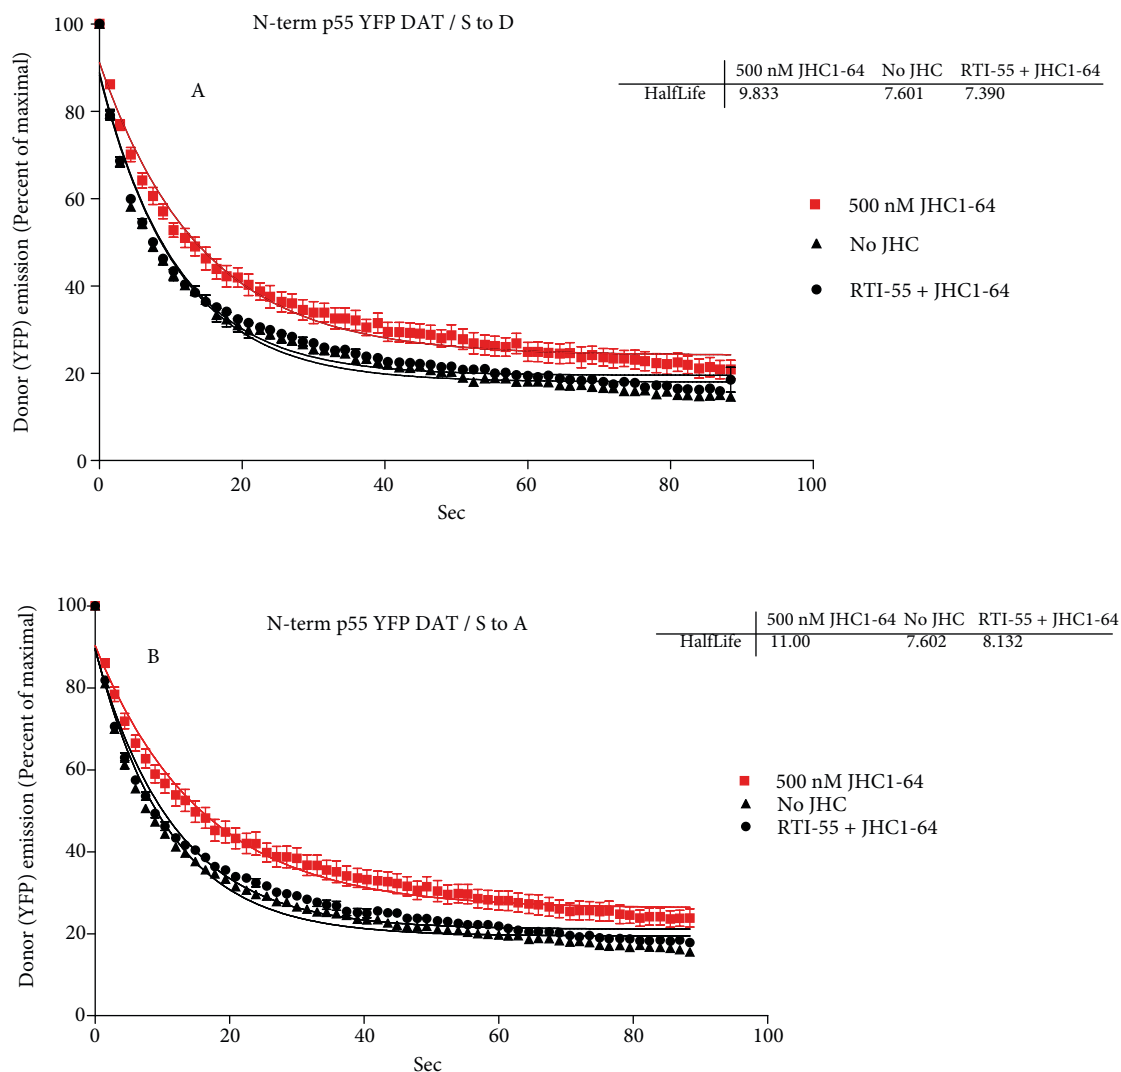 N-term p55 YFP DAT / S to D
A
Donor (YFP) emission (Percent of maximal)
100
80
60
40
20
0
0 20 40 60 80 100
Sec
500 nM JHC1-64 No JHC RTI-55 + JHC1-64
HalfLife 9.833 7.601 7.390
500 nM JHC1-64
No JHC
RTI-55 + JHC1-64
N-term p55 YFP DAT / S to A
B
Donor (YFP) emission (Percent of maximal)
100
80
60
40
20
0
0 20 40 60 80 100
Sec
500 nM JHC1-64 No JHC RTI-55 + JHC1-64
HalfLife 11.00 7.602 8.132
500 nM JHC1-64
No JHC
RTI-55 + JHC1-64